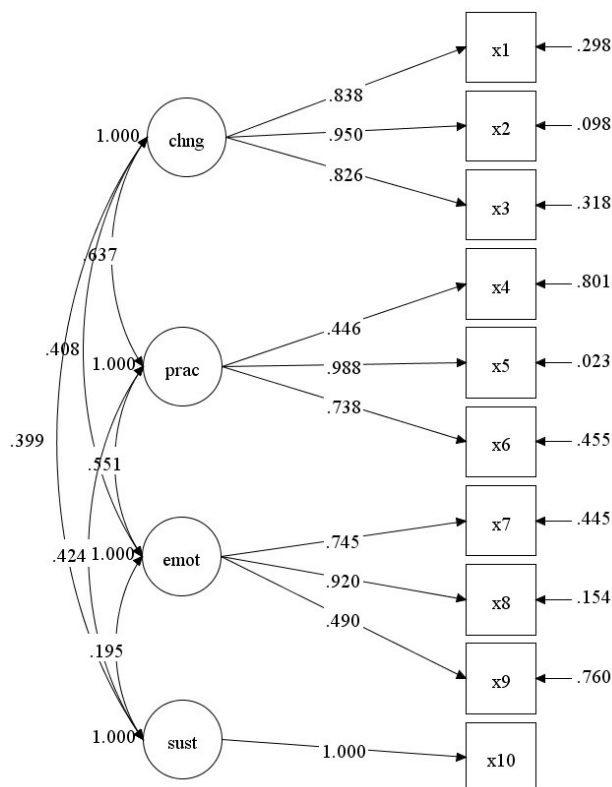 x1
.298
.838
1.000
chng
.950
x2
.098
.826
x3
.318
.637
x4
.801
.446
.408
1.000
prac
.988
x5
.023
.738
x6
.455
.399
.551
x7
.445
.745
.424
1.000
emot
.920
x8
.154
.490
.195
x9
.760
1.000
sust
1.000
x10